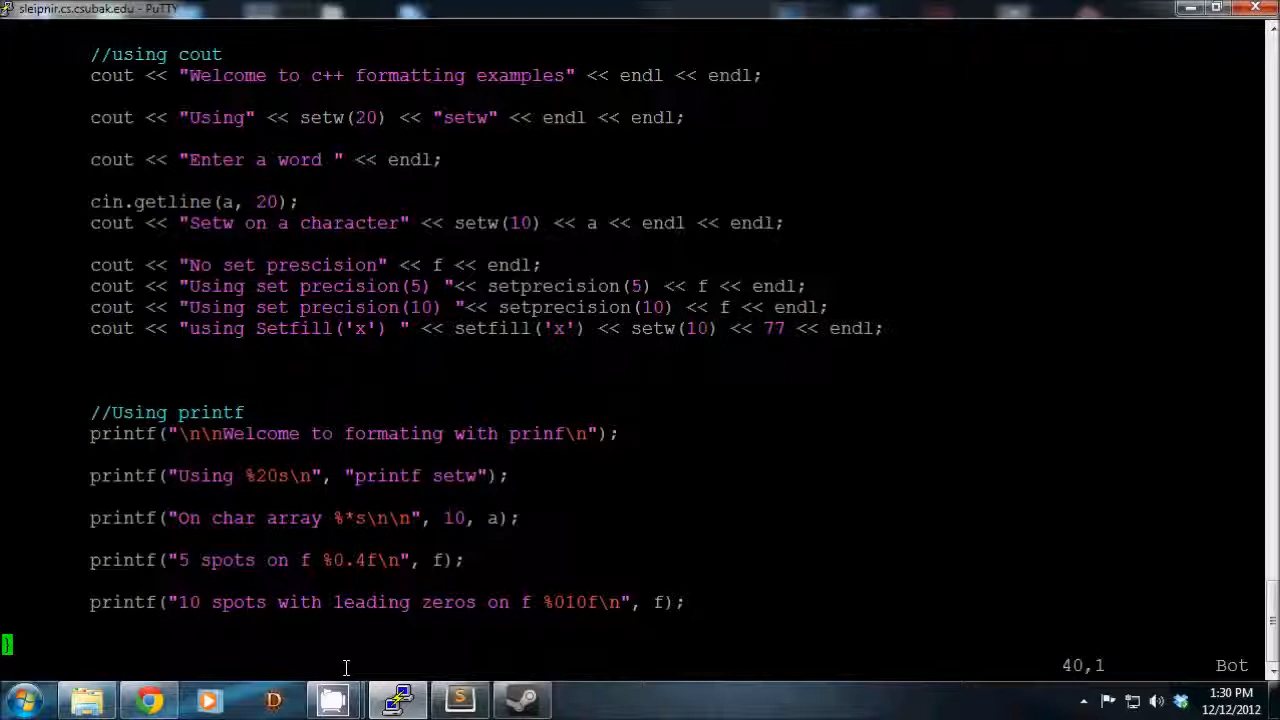 sleipnir.cs.csubak.edu - PuTTY
//using cout
cout << "Welcome to c++ formatting examples" << endl << endl;
cout << "Using" << setw(20) << "setw" << endl << endl;
cout << "Enter a word " << endl;
cin.getline(a, 20);
cout << "Setw on a character" << setw(10) << a << endl << endl;
cout << "No set prescision" << f << endl;
cout << "Using set precision(5) "<< setprecision(5) << f << endl;
cout << "Using set precision(10) "<< setprecision(10) << f << endl;
cout << "using Setfill('x') " << setfill('x') << setw(10) << 77 << endl;
//Using printf
printf("\n\nWelcome to formating with prinf\n");
printf("Using %20s\n", "printf setw");
printf("On char array %*s\n\n", 10, a);
printf("5 spots on f %0.4f\n", f);
printf("10 spots with leading zeros on f %010f\n", f);
}
40,1 Bot
1:30 PM
12/12/2012